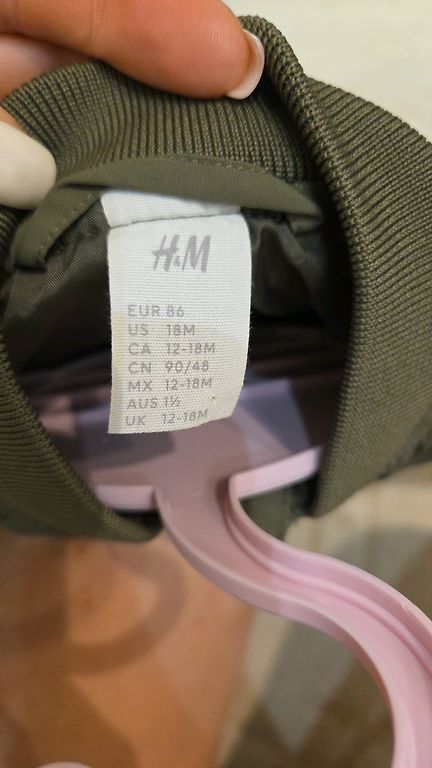 H&M
EUR 86
US 18M
CA 12-18M
CN 90/48
MX 12-18M
AUS 1½
UK 12-18M